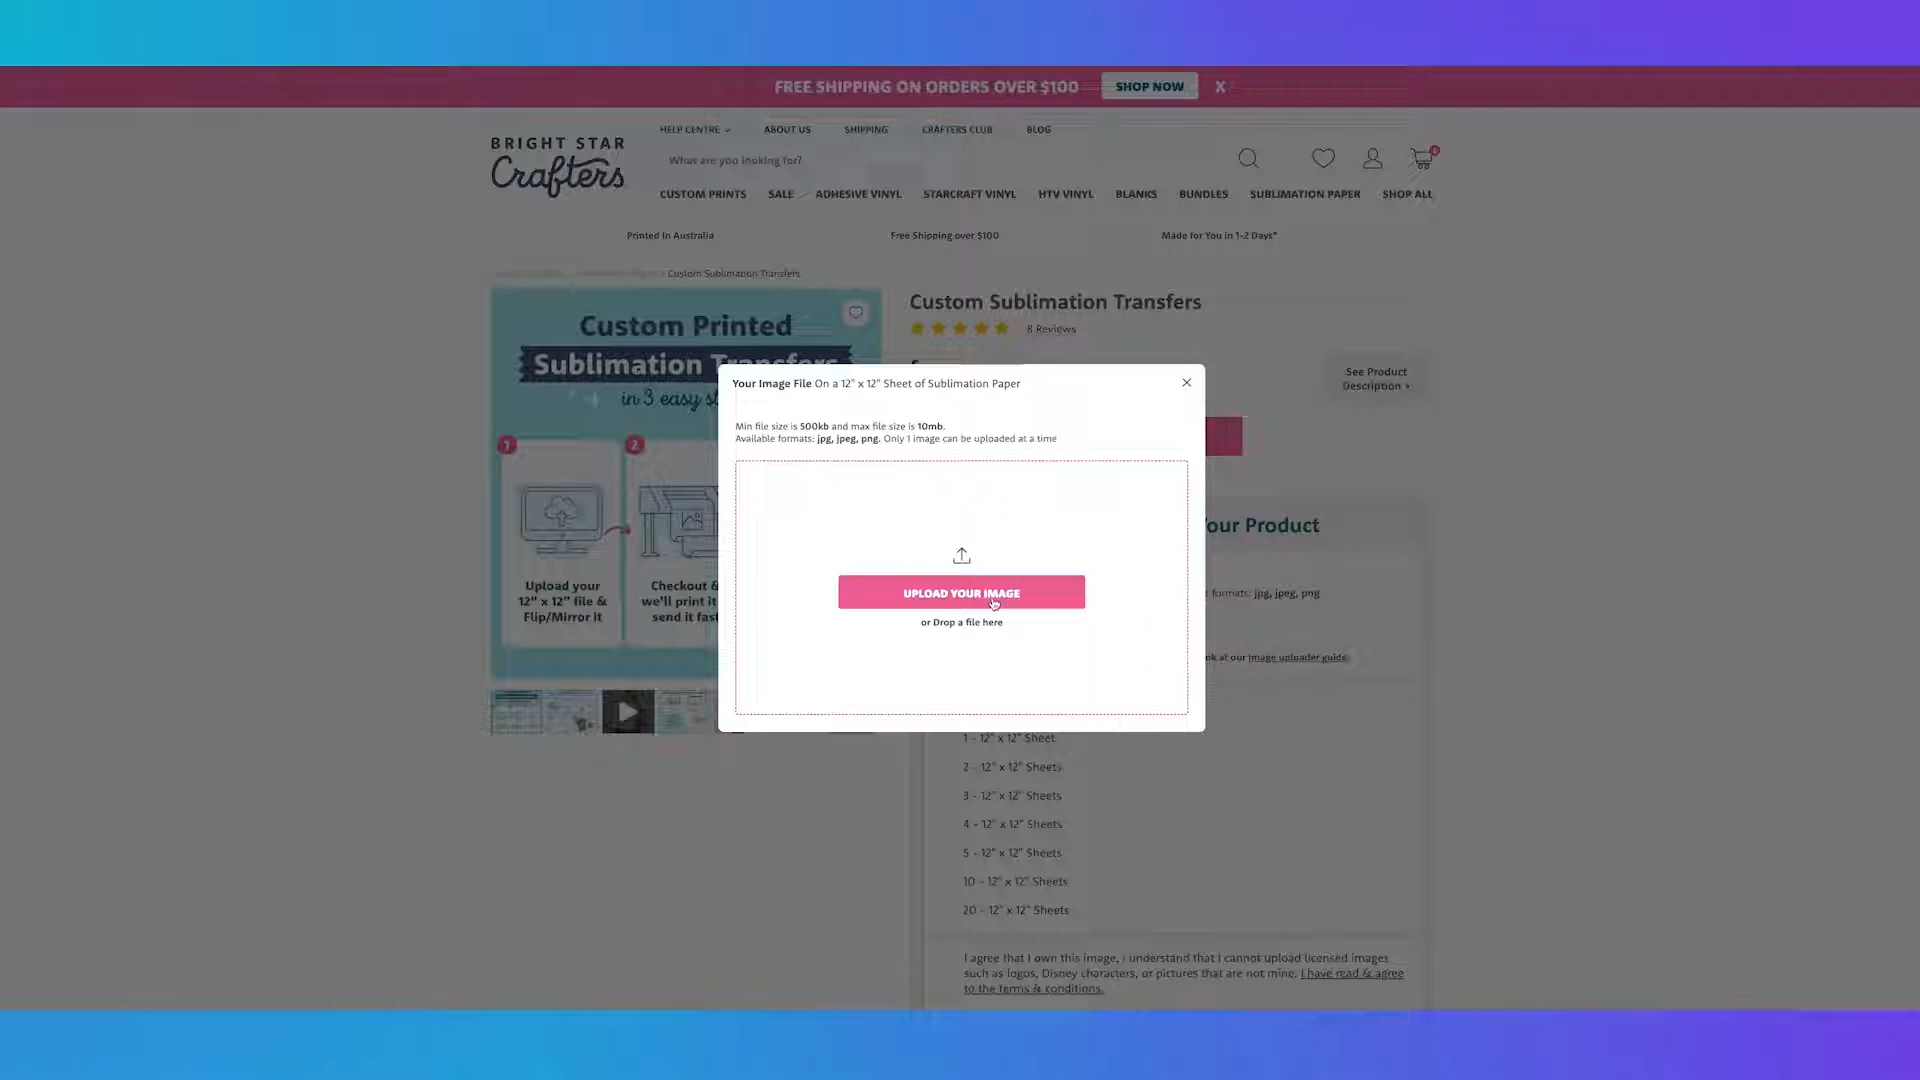 FREE SHIPPING ON ORDERS OVER $100
SHOP NOW
X
HELP CENTRE
ABOUT US
SHIPPING
CRAFTERS CLUB
BLOG
BRIGHT STAR
Crafters
What are you looking for?
CUSTOM PRINTS
SALE
ADHESIVE VINYL
STARCRAFT VINYL
HTV VINYL
BLANKS
BUNDLES
SUBLIMATION PAPER
SHOP ALL
Printed In Australia
Free Shipping over $100
Made for You in 1-2 Days*
Custom Sublimation Transfers
Custom Printed
Sublimation Transfers
in 3 easy
1
2
Upload your
12" x 12" file &
Flip/Mirror it
Checkout &
we'll print it
send it fast
Custom Sublimation Transfers
8 Reviews
See Product
Description
Your Image File On a 12" x 12" Sheet of Sublimation Paper
Min file size is 500kb and max file size is 10mb.
Available formats: jpg, jpeg, png. Only 1 image can be uploaded at a time
UPLOAD YOUR IMAGE
or Drop a file here
Your Product
formats: jpg, jpeg, png
at our image uploader guide
1 - 12" x 12" Sheet
2 - 12" x 12" Sheets
3 - 12" x 12" Sheets
4 - 12" x 12" Sheets
5 - 12" x 12" Sheets
10 - 12" x 12" Sheets
20 - 12" x 12" Sheets
I agree that I own this image, I understand that I cannot upload licensed images
such as logos, Disney characters, or pictures that are not mine. I have read & agree
to the terms & conditions.